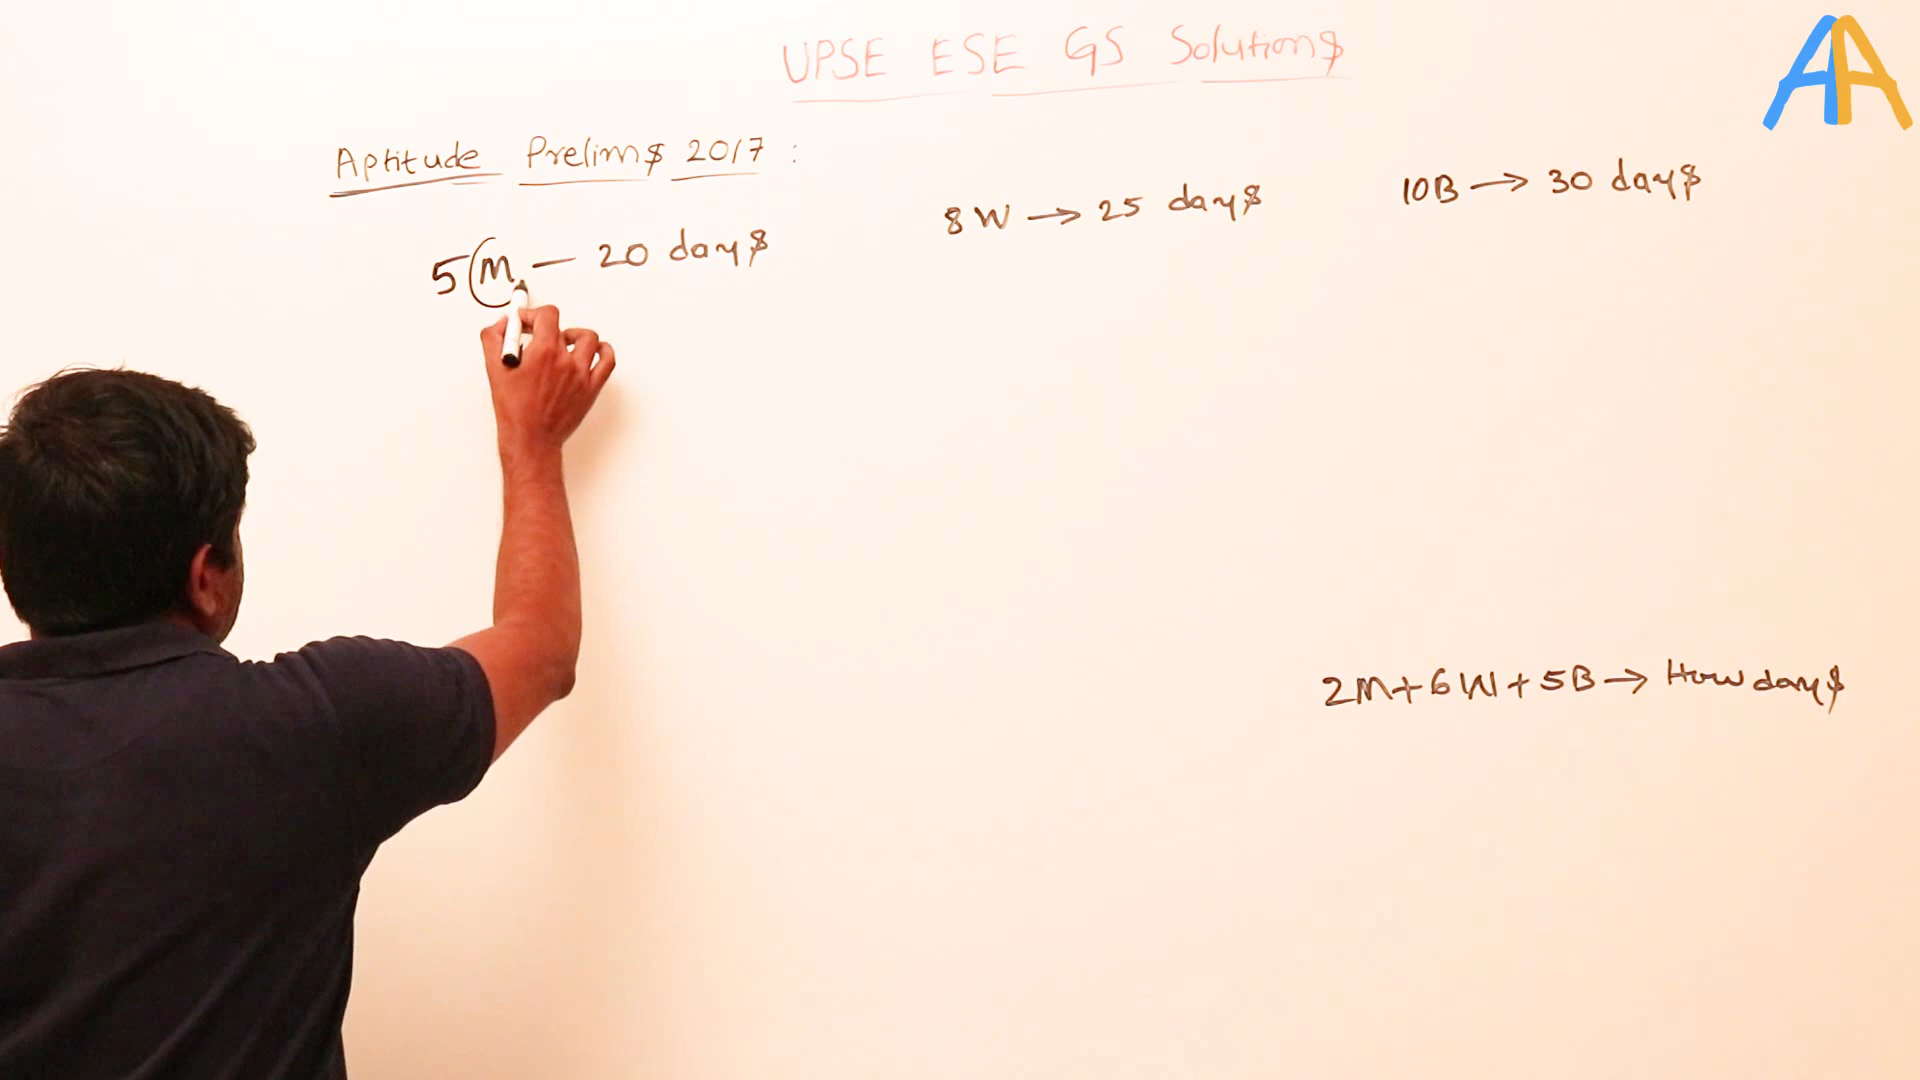 UPSE ESE GS Solutions
Aptitude Prelims 2017 :
5 M — 20 days
8 W → 25 days
10B → 30 days
2M+6W+5B → How days
AA